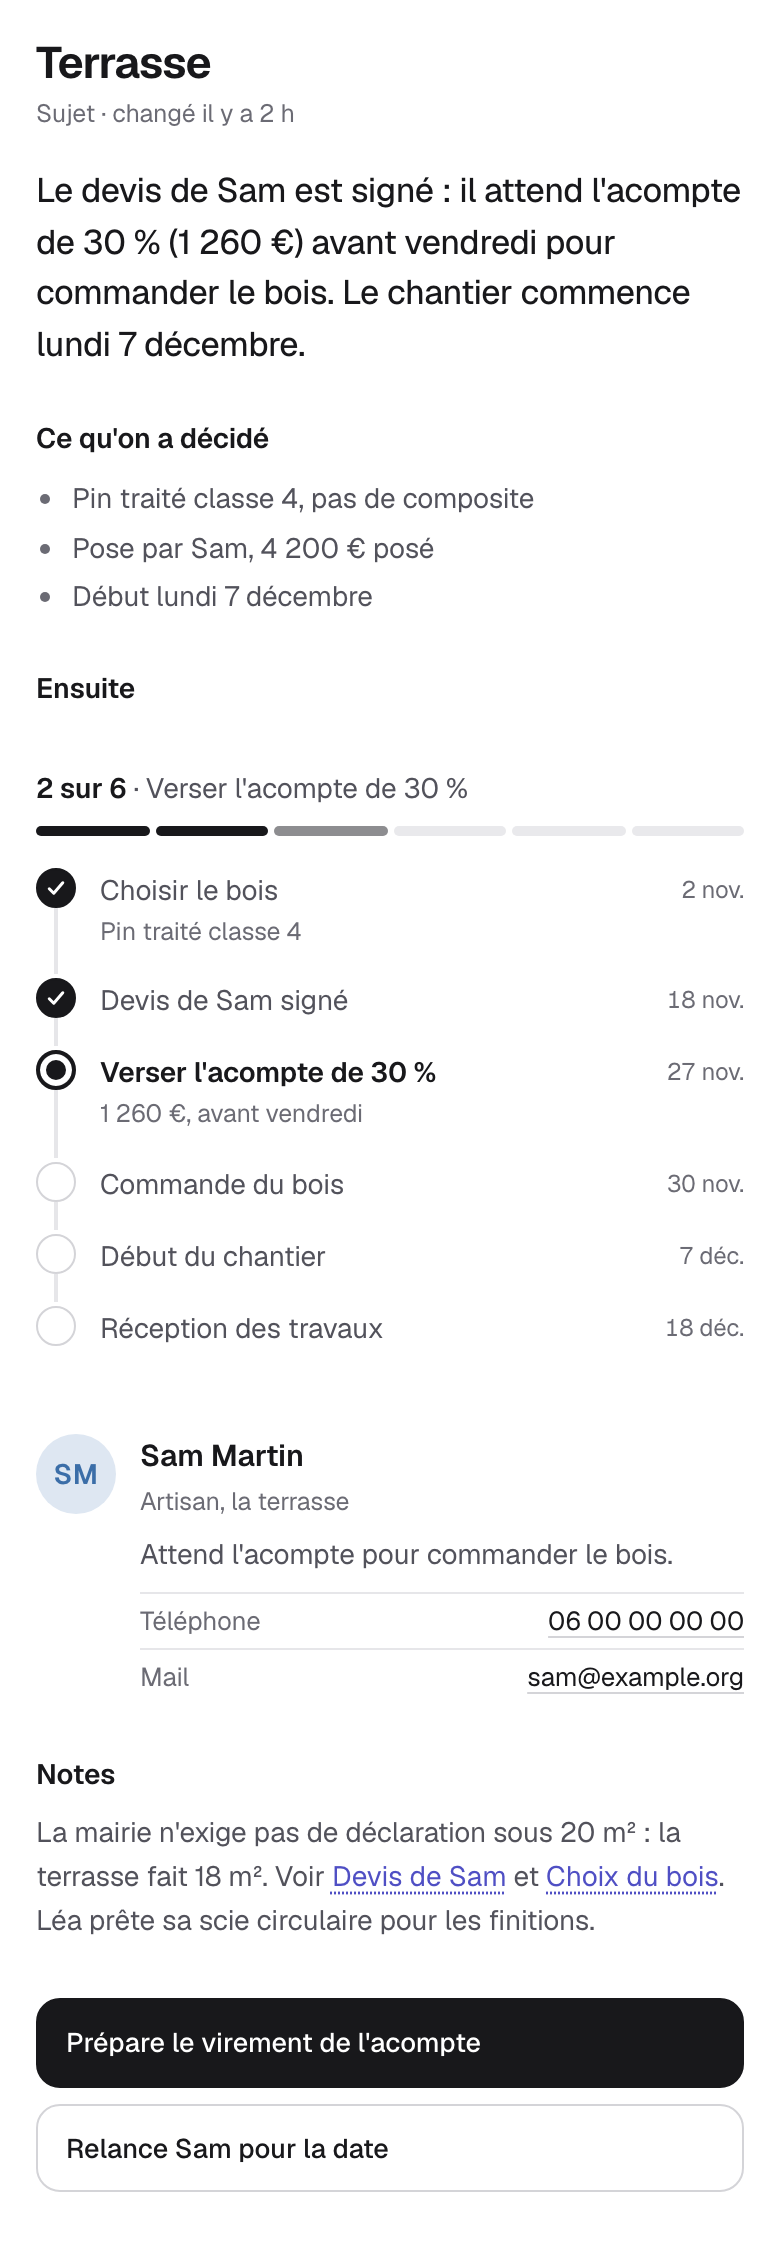 Terrasse
Sujet · changé il y a 2 h
Le devis de Sam est signé : il attend l'acompte
de 30 % (1 260 €) avant vendredi pour
commander le bois. Le chantier commence
lundi 7 décembre.
Ce qu'on a décidé
• Pin traité classe 4, pas de composite
• Pose par Sam, 4 200 € posé
• Début lundi 7 décembre
Ensuite
2 sur 6 · Verser l'acompte de 30 %
Choisir le bois 2 nov.
Pin traité classe 4
Devis de Sam signé 18 nov.
Verser l'acompte de 30 % 27 nov.
1 260 €, avant vendredi
Commande du bois 30 nov.
Début du chantier 7 déc.
Réception des travaux 18 déc.
SM
Sam Martin
Artisan, la terrasse
Attend l'acompte pour commander le bois.
Téléphone 06 00 00 00 00
Mail sam@example.org
Notes
La mairie n'exige pas de déclaration sous 20 m² : la
terrasse fait 18 m². Voir Devis de Sam et Choix du bois.
Léa prête sa scie circulaire pour les finitions.
Prépare le virement de l'acompte
Relance Sam pour la date